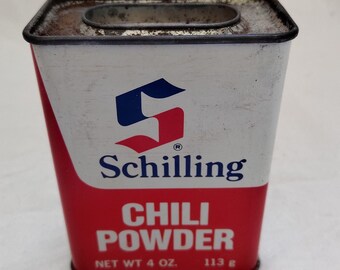 ®
Schilling
CHILI
POWDER
NET WT 4 OZ. 113 g